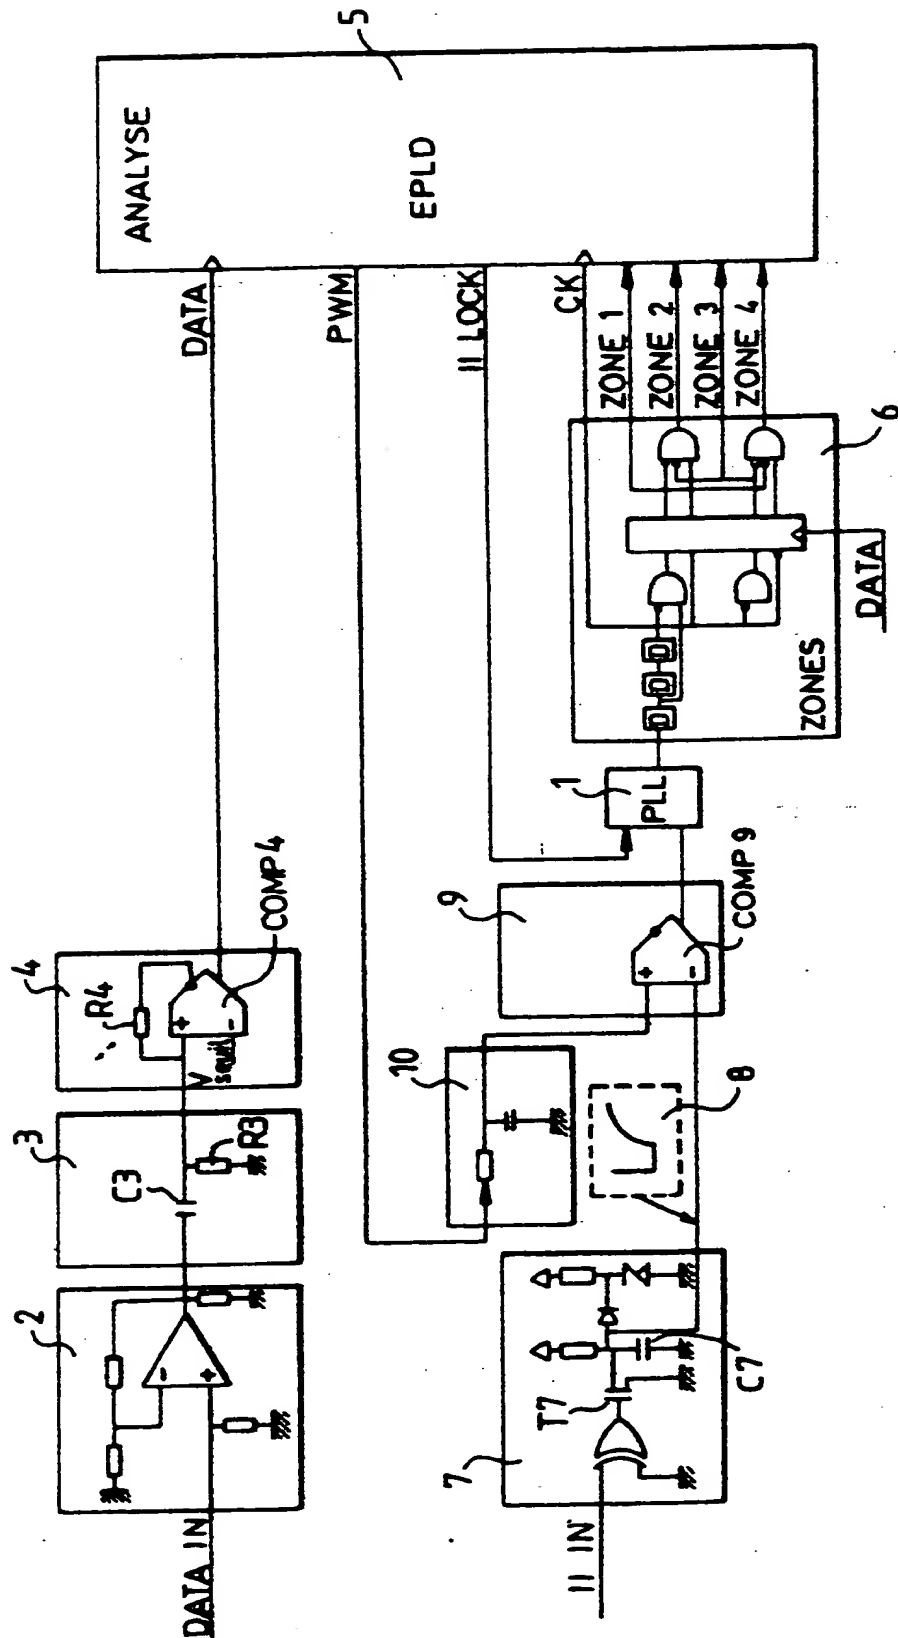 DATA IN
2
C3
3
R3
4
R4
V seuil
+
-
COMP4
DATA
ANALYSE
EPLD
5
PWM
II LOCK
CK
ZONE 1
ZONE 2
ZONE 3
ZONE 4
II IN
7
T7
C7
8
10
9
+
-
COMP 9
1
PLL
ZONES
6
DATA
-
+